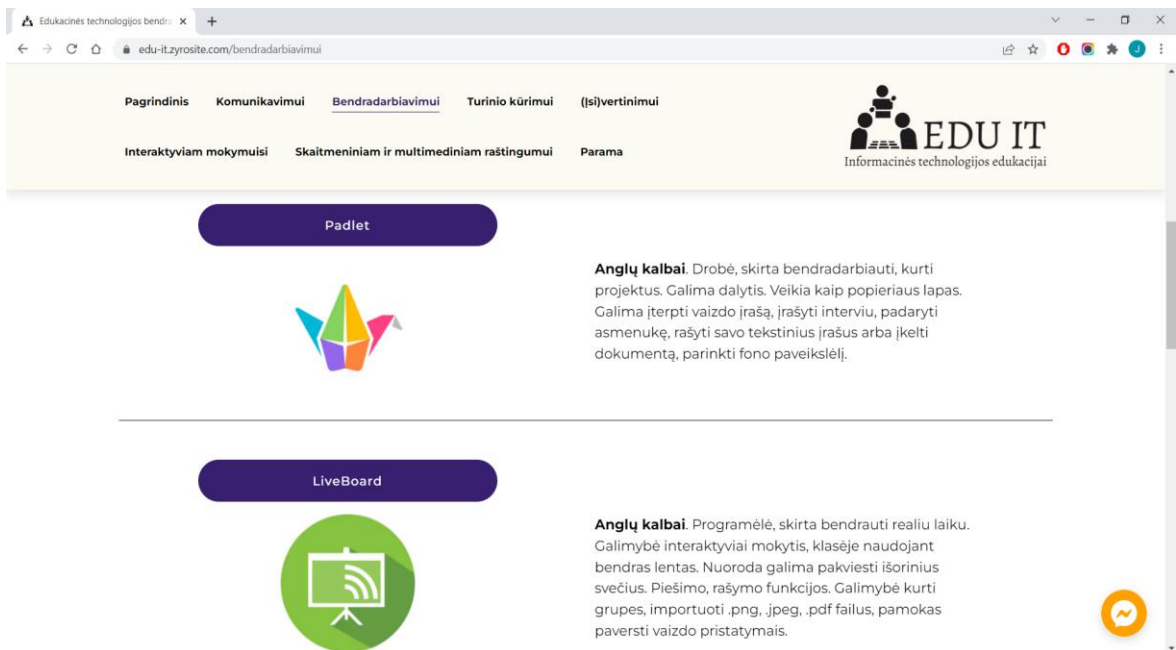 Edukacinės technologijos bendra
edu-it.zyrosite.com/bendradarbiavimui
J
Pagrindinis Komunikavimui Bendradarbiavimui Turinio kūrimui (Įsi)vertinimui
Interaktyviam mokymuisi Skaitmeniniam ir multimediniam raštingumui Parama
EDU IT
Informacinės technologijos edukacijai
Padlet
Anglų kalbai. Drobė, skirta bendradarbiauti, kurti
projektus. Galima dalytis. Veikia kaip popieriaus lapas.
Galima įterpti vaizdo įrašą, įrašyti interviu, padaryti
asmenukę, rašyti savo tekstinius įrašus arba įkelti
dokumentą, parinkti fono paveikslėlį.
LiveBoard
Anglų kalbai. Programėlė, skirta bendrauti realiu laiku.
Galimybė interaktyviai mokytis, klasėje naudojant
bendras lentas. Nuoroda galima pakviesti išorinius
svečius. Piešimo, rašymo funkcijos. Galimybė kurti
grupes, importuoti .png, .jpeg, .pdf failus, pamokas
paversti vaizdo pristatymais.